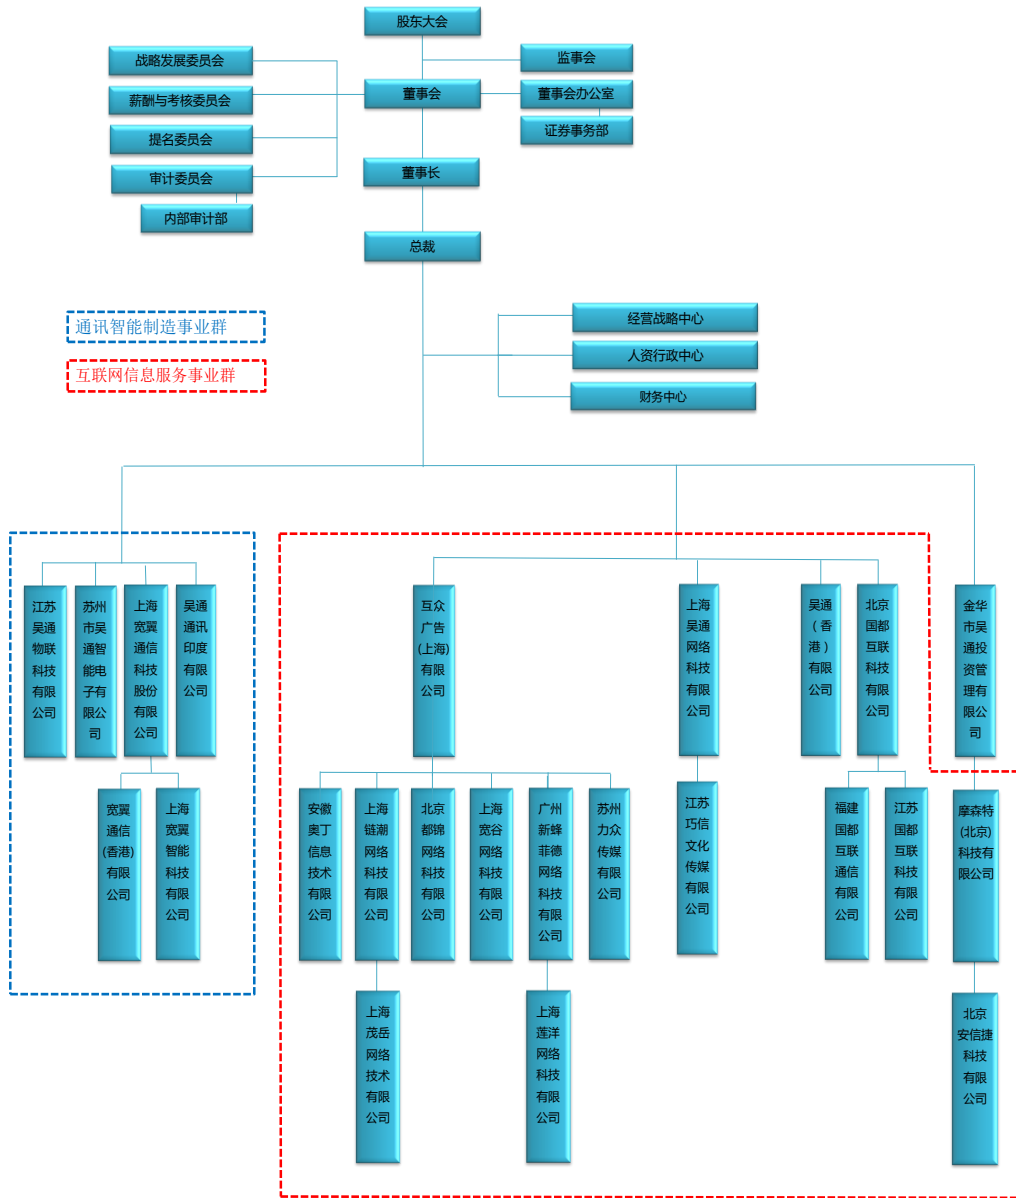 股东大会
监事会
战略发展委员会
董事会
董事会办公室
薪酬与考核委员会
证券事务部
提名委员会
董事长
审计委员会
内部审计部
总裁
通讯智能制造事业群
互联网信息服务事业群
经营战略中心
人资行政中心
财务中心
江苏
吴通
物联
科技
有限
公司
苏州
市吴
通智
能电
子有
限公
司
上海
宽翼
通信
科技
股份
有限
公司
吴通
通讯
印度
有限
公司
互众
广告
(上海)
有限
公司
上海
吴通
网络
科技
有限
公司
吴通
（香
港）
有限
公司
北京
国都
互联
科技
有限
公司
金华
市吴
通投
资管
理有
限公
司
宽翼
通信
(香港)
有限
公司
上海
宽翼
智能
科技
有限
公司
安徽
奥丁
信息
技术
有限
公司
上海
链潮
网络
科技
有限
公司
北京
都锦
网络
科技
有限
公司
上海
宽谷
网络
科技
有限
公司
广州
新蜂
菲德
网络
科技
有限
公司
苏州
力众
传媒
有限
公司
江苏
巧信
文化
传媒
有限
公司
福建
国都
互联
通信
有限
公司
江苏
国都
互联
科技
有限
公司
摩森特
(北京)
科技有
限公司
上海
茂岳
网络
技术
有限
公司
上海
莲洋
网络
科技
有限
公司
北京
安信捷
科技
有限
公司